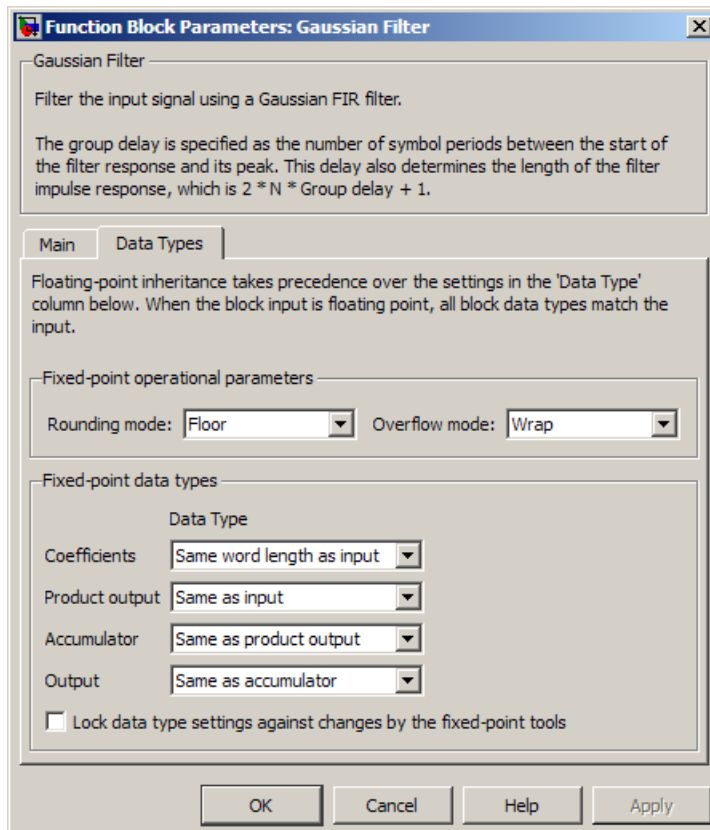 Function Block Parameters: Gaussian Filter
Gaussian Filter
Filter the input signal using a Gaussian FIR filter.
The group delay is specified as the number of symbol periods between the start of
the filter response and its peak. This delay also determines the length of the filter
impulse response, which is 2 * N * Group delay + 1.
Main Data Types
Floating-point inheritance takes precedence over the settings in the 'Data Type'
column below. When the block input is floating point, all block data types match the
input.
Fixed-point operational parameters
Rounding mode: Floor Overflow mode: Wrap
Fixed-point data types
Data Type
Coefficients Same word length as input
Product output Same as input
Accumulator Same as product output
Output Same as accumulator
Lock data type settings against changes by the fixed-point tools
OK Cancel Help Apply